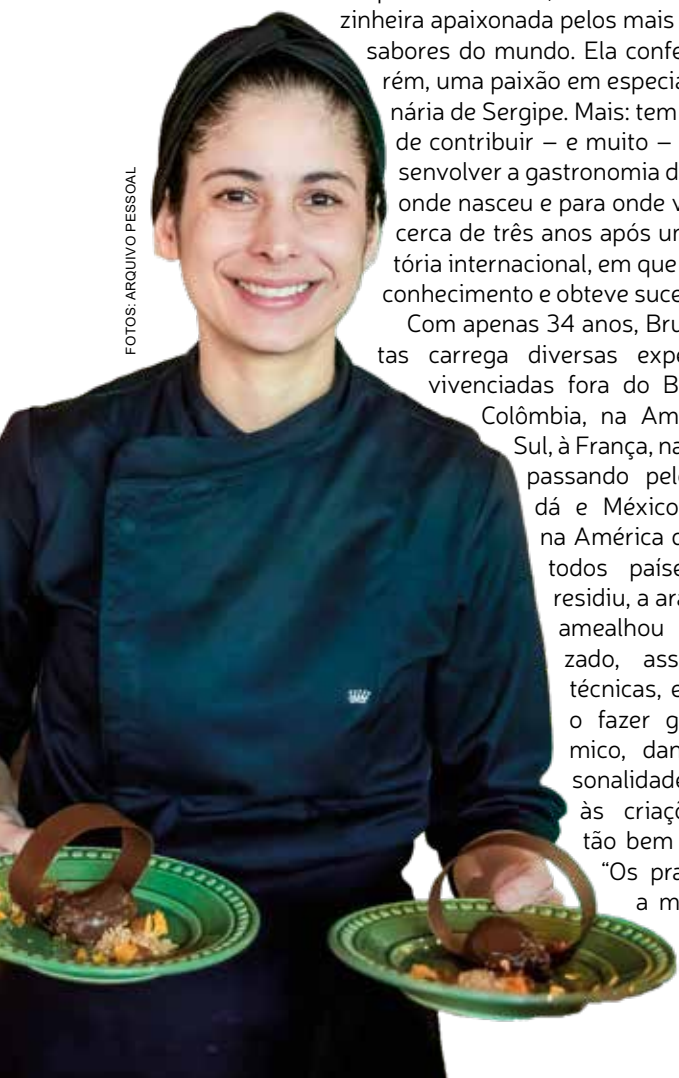 zinheira apaixonada pelos mais
sabores do mundo. Ela confe
rém, uma paixão em especia
nária de Sergipe. Mais: tem
de contribuir – e muito –
senvolver a gastronomia d
onde nasceu e para onde v
cerca de três anos após ur
tória internacional, em que
conhecimento e obteve suce
Com apenas 34 anos, Bru
tas carrega diversas expe
vivenciadas fora do B
Colômbia, na Am
Sul, à França, na
passando pel
dá e México
na América d
todos paíse
residiu, a ara
amealhou
zado, ass
técnicas, e
o fazer g
mico, dan
sonalidade
às criaçõ
tão bem
“Os pra
a m
FOTOS: ARQUIVO PESSOAL